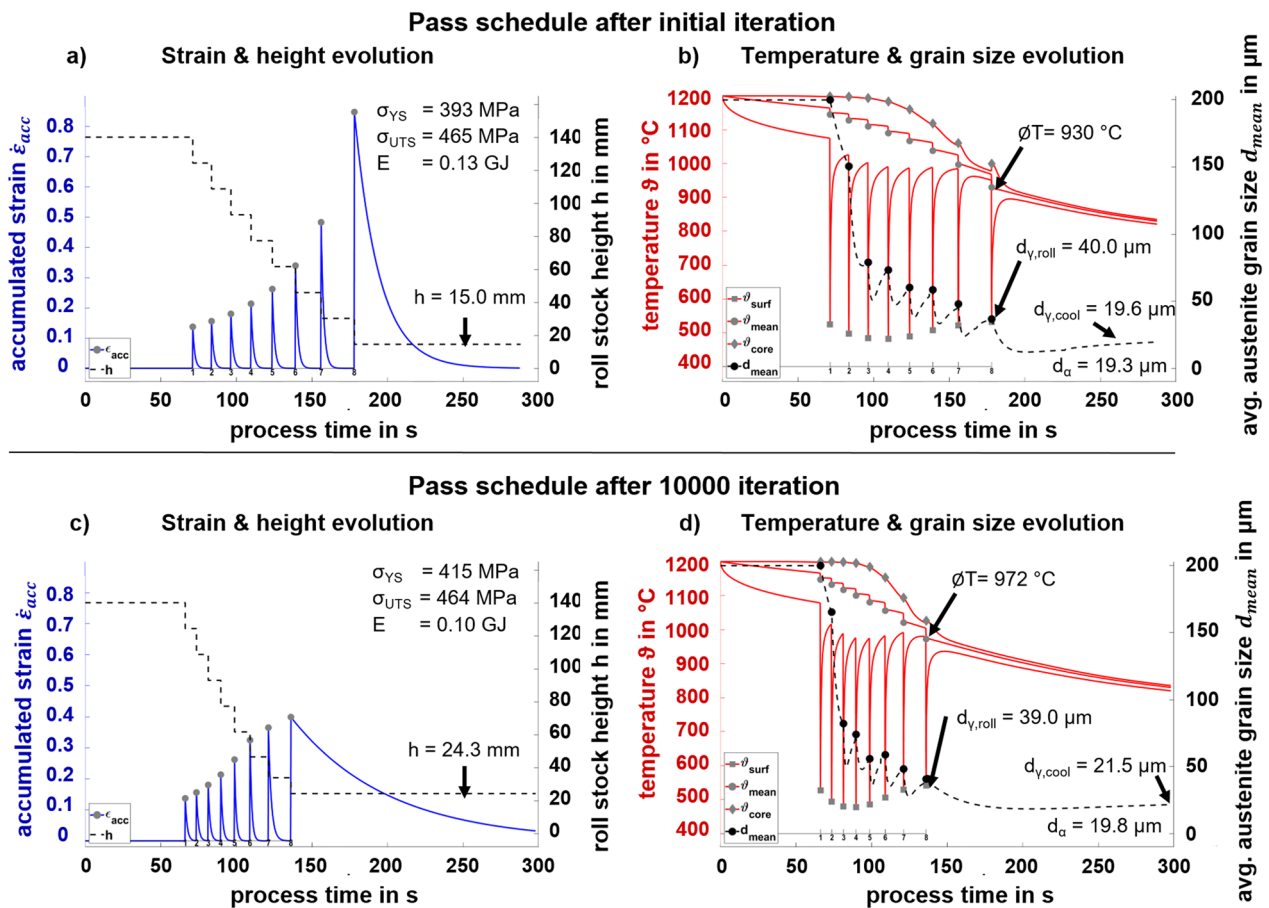 Pass schedule after initial iteration
a) Strain & height evolution
b) Temperature & grain size evolution
accumulated strain ε̇acc
0.8
0.7
0.6
0.5
0.4
0.3
0.2
0.1
0
σYS = 393 MPa
σUTS = 465 MPa
E = 0.13 GJ
h = 15.0 mm
ϵacc
h
1 2 3 4 5 6 7 8
140
120
100
80
60
40
20
0
roll stock height h in mm
0 50 100 150 200 250 300
process time in s
temperature ϑ in °C
1200
1100
1000
900
800
700
600
500
400
ØT= 930 °C
dγ,roll = 40.0 µm
dγ,cool = 19.6 µm
dα = 19.3 µm
ϑsurf
ϑmean
ϑcore
dmean
1 2 3 4 5 6 7 8
200
150
100
50
0
avg. austenite grain size dmean in µm
0 50 100 150 200 250 300
process time in s
Pass schedule after 10000 iteration
c) Strain & height evolution
d) Temperature & grain size evolution
accumulated strain ε̇acc
0.8
0.7
0.6
0.5
0.4
0.3
0.2
0.1
0
σYS = 415 MPa
σUTS = 464 MPa
E = 0.10 GJ
h = 24.3 mm
ϵacc
h
1 2 3 4 5 6 7 8
140
120
100
80
60
40
20
0
roll stock height h in mm
0 50 100 150 200 250 300
process time in s
temperature ϑ in °C
1200
1100
1000
900
800
700
600
500
400
ØT= 972 °C
dγ,roll = 39.0 µm
dγ,cool = 21.5 µm
dα = 19.8 µm
ϑsurf
ϑmean
ϑcore
dmean
1 2 3 4 5 6 7 8
200
150
100
50
0
avg. austenite grain size dmean in µm
0 50 100 150 200 250 300
process time in s